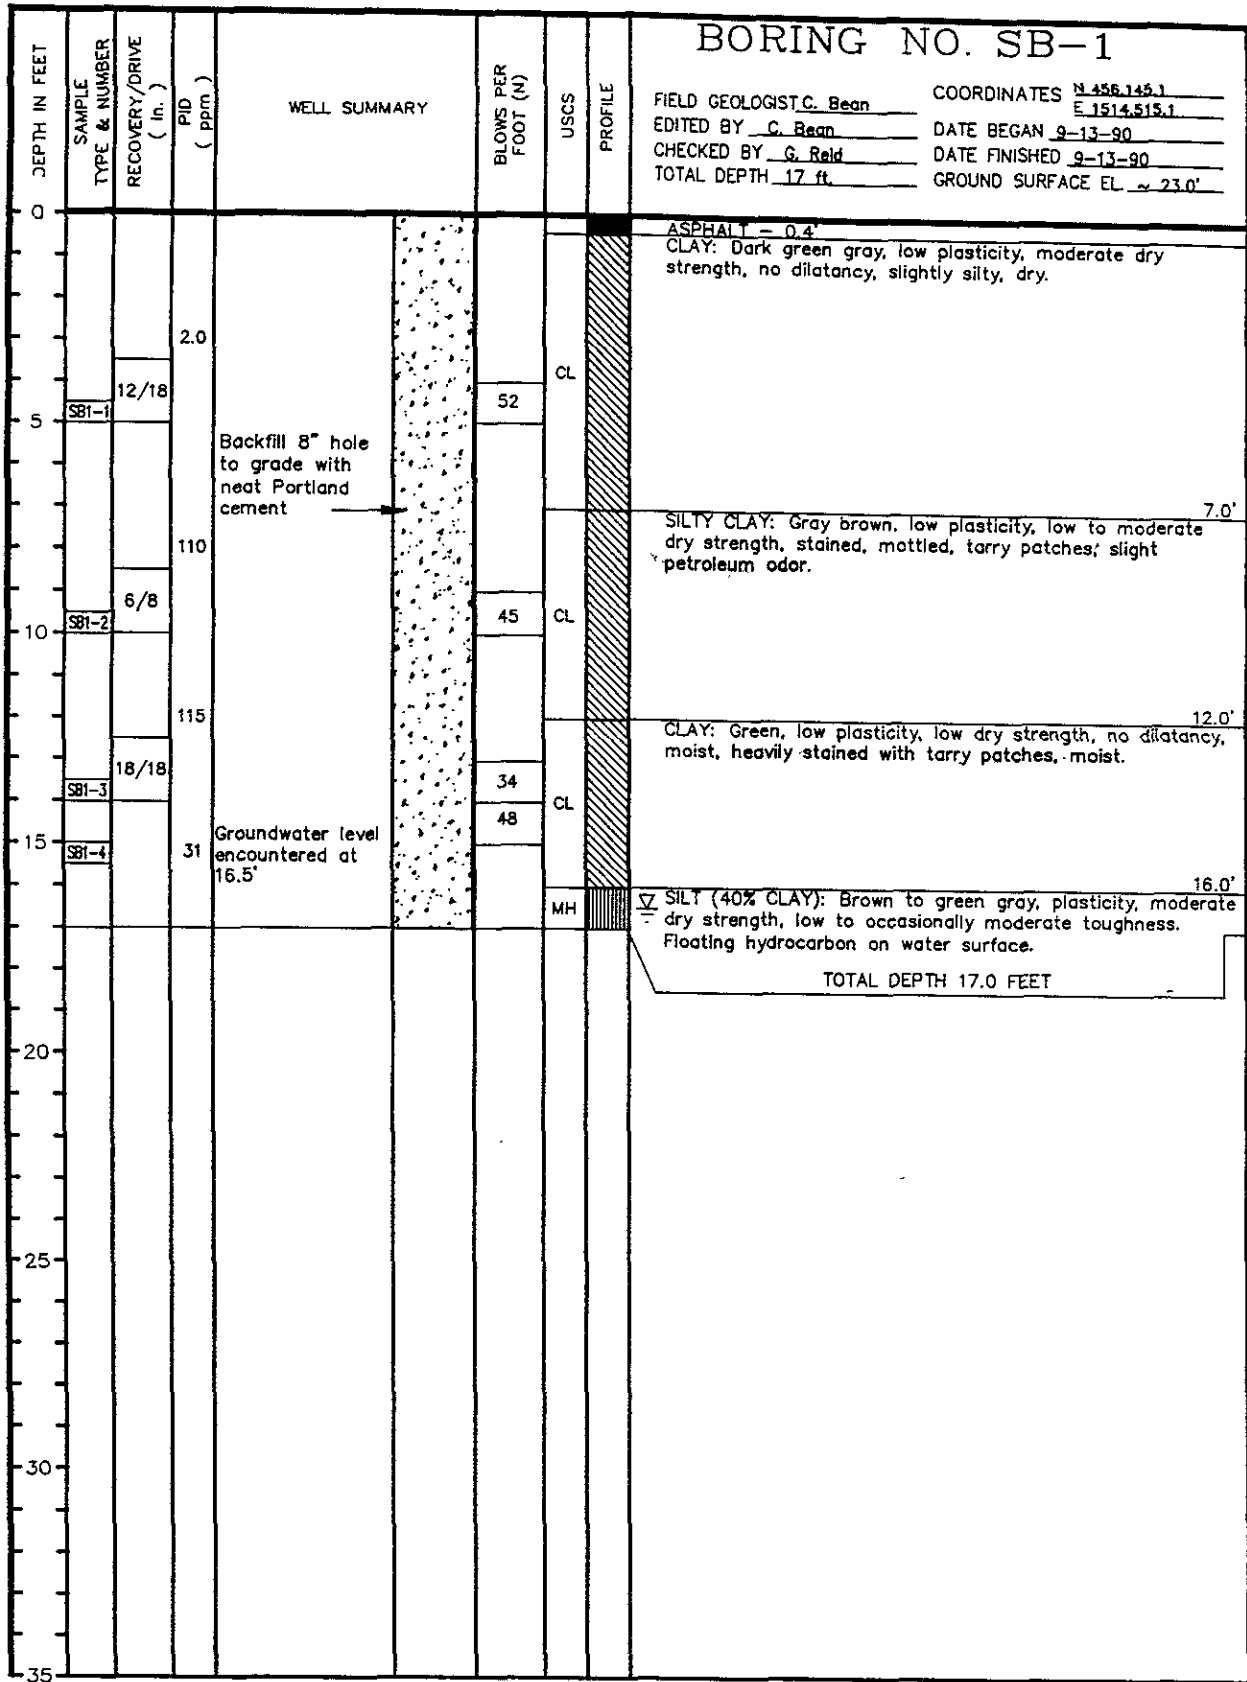 BORING NO. SB-1
FIELD GEOLOGIST C. Bean
EDITED BY C. Bean
CHECKED BY G. Reid
TOTAL DEPTH 17 ft.
COORDINATES N 456,145.1
E 1514,515.1
DATE BEGAN 9-13-90
DATE FINISHED 9-13-90
GROUND SURFACE EL. ~ 23.0'
DEPTH IN FEET
SAMPLE
TYPE & NUMBER
RECOVERY/DRIVE
( In. )
PID
( ppm )
WELL SUMMARY
BLOWS PER
FOOT (N)
USCS
PROFILE
0
5
10
15
20
25
30
35
SB1-1
SB1-2
SB1-3
SB1-4
12/18
6/8
18/18
2.0
110
115
31
Backfill 8" hole
to grade with
neat Portland
cement
Groundwater level
encountered at
16.5'
52
45
34
48
CL
CL
CL
MH
ASPHALT - 0.4'
CLAY: Dark green gray, low plasticity, moderate dry
strength, no dilatancy, slightly silty, dry.
7.0'
SILTY CLAY: Gray brown, low plasticity, low to moderate
dry strength, stained, mottled, tarry patches; slight
petroleum odor.
12.0'
CLAY: Green, low plasticity, low dry strength, no dilatancy,
moist, heavily stained with tarry patches, moist.
16.0'
SILT (40% CLAY): Brown to green gray, plasticity, moderate
dry strength, low to occasionally moderate toughness.
Floating hydrocarbon on water surface.
TOTAL DEPTH 17.0 FEET